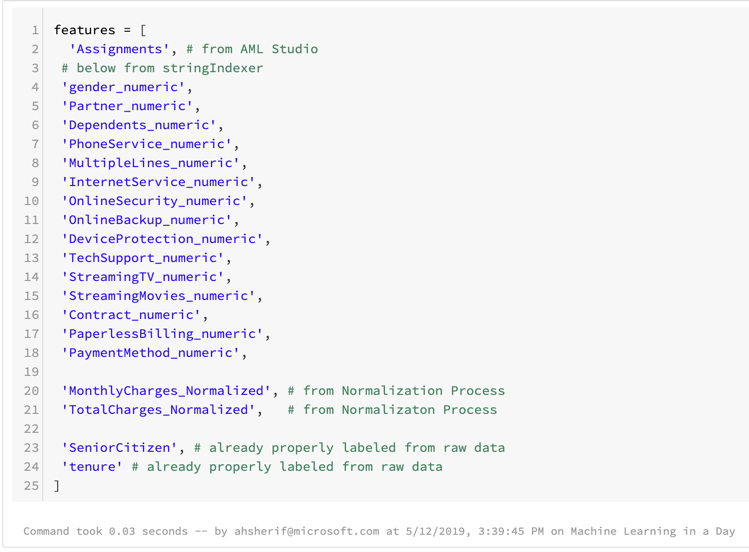 1 features = [
2   'Assignments', # from AML Studio
3  # below from stringIndexer
4  'gender_numeric',
5  'Partner_numeric',
6  'Dependents_numeric',
7  'PhoneService_numeric',
8  'MultipleLines_numeric',
9  'InternetService_numeric',
10  'OnlineSecurity_numeric',
11  'OnlineBackup_numeric',
12  'DeviceProtection_numeric',
13  'TechSupport_numeric',
14  'StreamingTV_numeric',
15  'StreamingMovies_numeric',
16  'Contract_numeric',
17  'PaperlessBilling_numeric',
18  'PaymentMethod_numeric',
19
20  'MonthlyCharges_Normalized', # from Normalization Process
21  'TotalCharges_Normalized',   # from Normalizaton Process
22
23  'SeniorCitizen', # already properly labeled from raw data
24  'tenure' # already properly labeled from raw data
25 ]
Command took 0.03 seconds -- by ahsherif@microsoft.com at 5/12/2019, 3:39:45 PM on Machine Learning in a Day